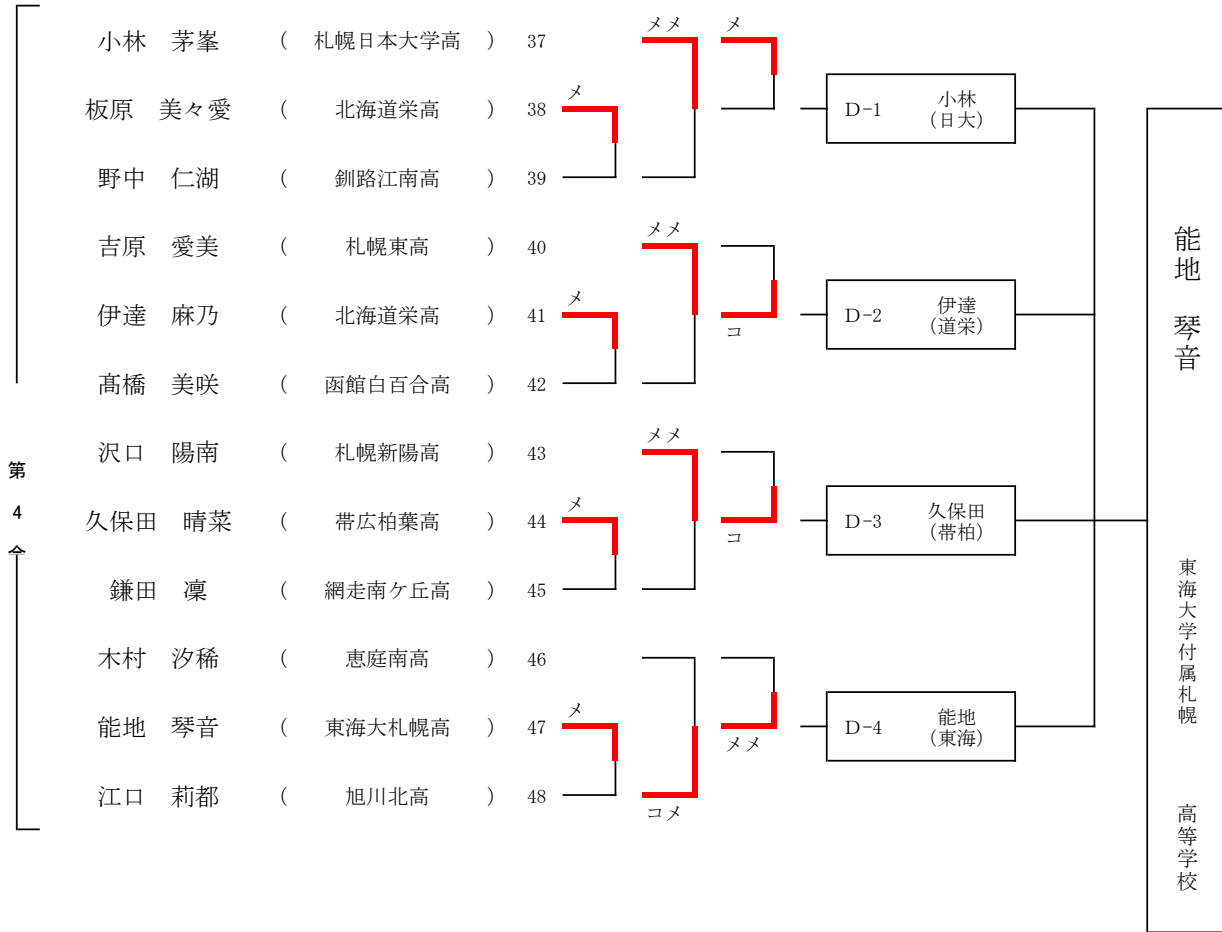 小林 茅峯 ( 札幌日本大学高 ) 37
メメ
メ
板原 美々愛 ( 北海道栄高 ) 38
メ
D-1
小林
(日大)
野中 仁湖 ( 釧路江南高 ) 39
吉原 愛美 ( 札幌東高 ) 40
メメ
伊達 麻乃 ( 北海道栄高 ) 41
メ
コ
D-2
伊達
(道栄)
髙橋 美咲 ( 函館白百合高 ) 42
沢口 陽南 ( 札幌新陽高 ) 43
メメ
久保田 晴菜 ( 帯広柏葉高 ) 44
メ
コ
D-3
久保田
(帯柏)
鎌田 凜 ( 網走南ケ丘高 ) 45
木村 汐稀 ( 恵庭南高 ) 46
能地 琴音 ( 東海大札幌高 ) 47
メ
メメ
D-4
能地
(東海)
江口 莉都 ( 旭川北高 ) 48
コメ
第4
能地 琴音
東海大学付属札幌
高等学校